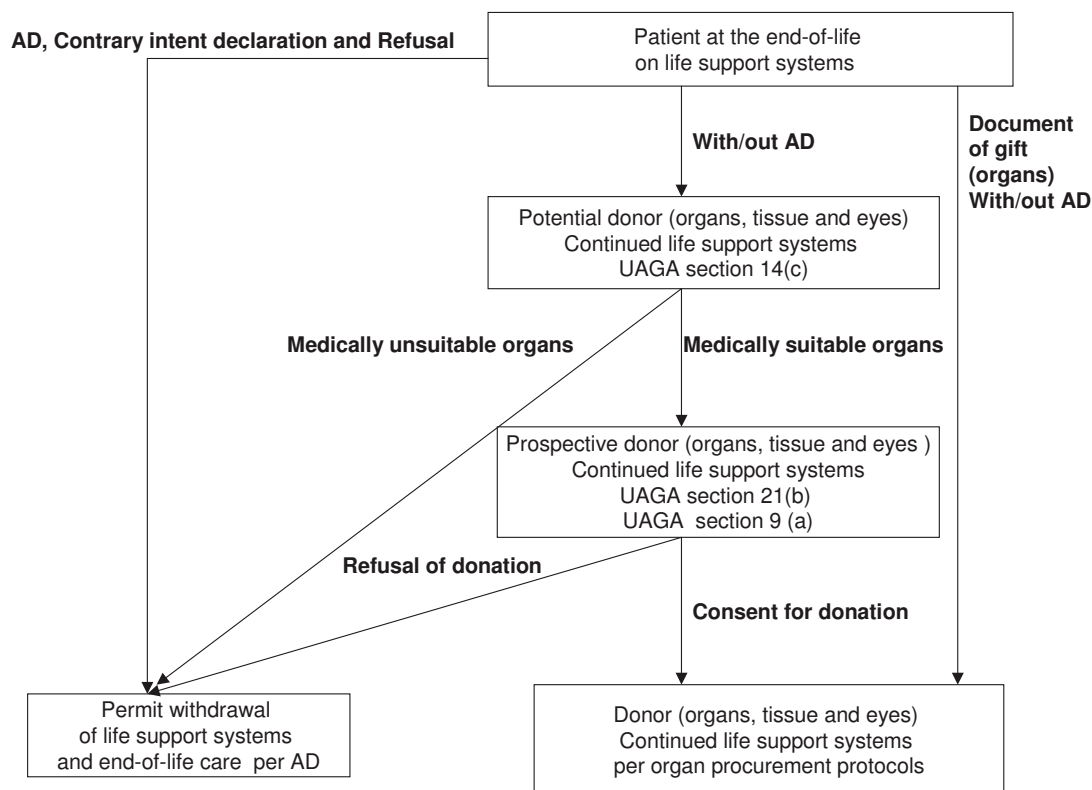 AD, Contrary intent declaration and Refusal
Patient at the end-of-life
on life support systems
With/out AD
Document
of gift
(organs)
With/out AD
Potential donor (organs, tissue and eyes)
Continued life support systems
UAGA section 14(c)
Medically unsuitable organs
Medically suitable organs
Prospective donor (organs, tissue and eyes )
Continued life support systems
UAGA section 21(b)
UAGA section 9 (a)
Refusal of donation
Consent for donation
Permit withdrawal
of life support systems
and end-of-life care per AD
Donor (organs, tissue and eyes)
Continued life support systems
per organ procurement protocols